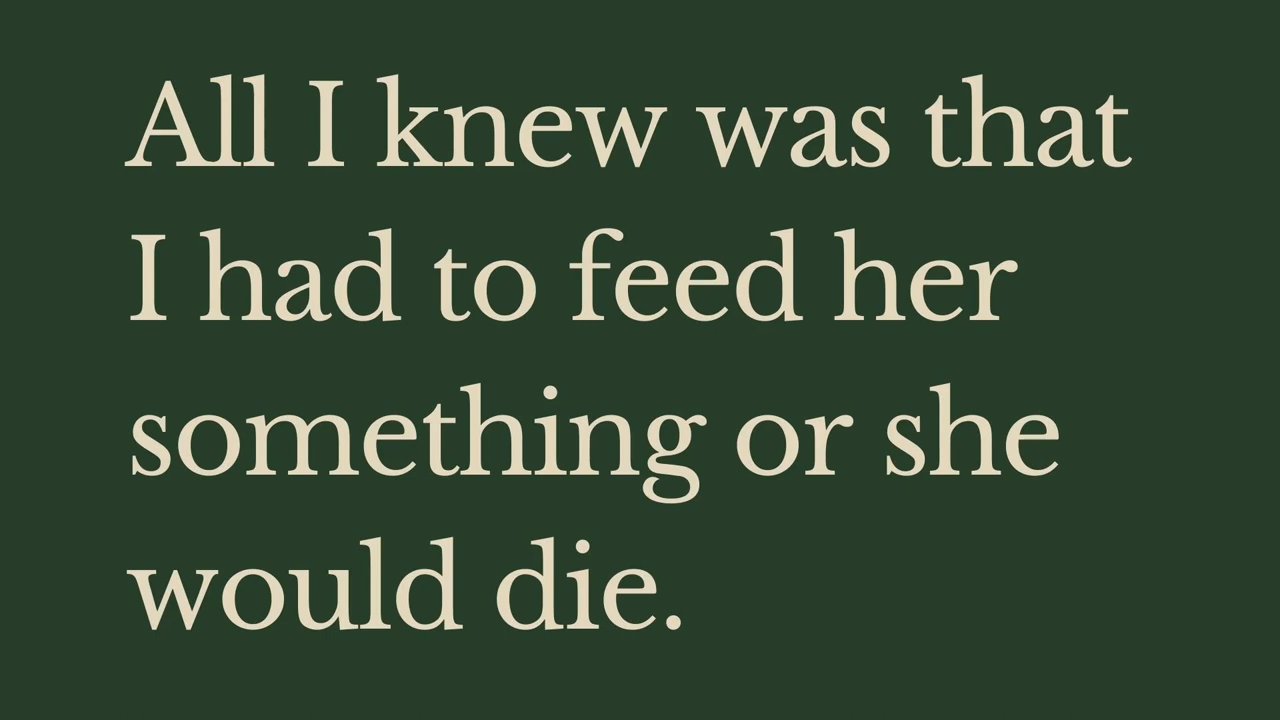 All I knew was that
I had to feed her
something or she
would die.